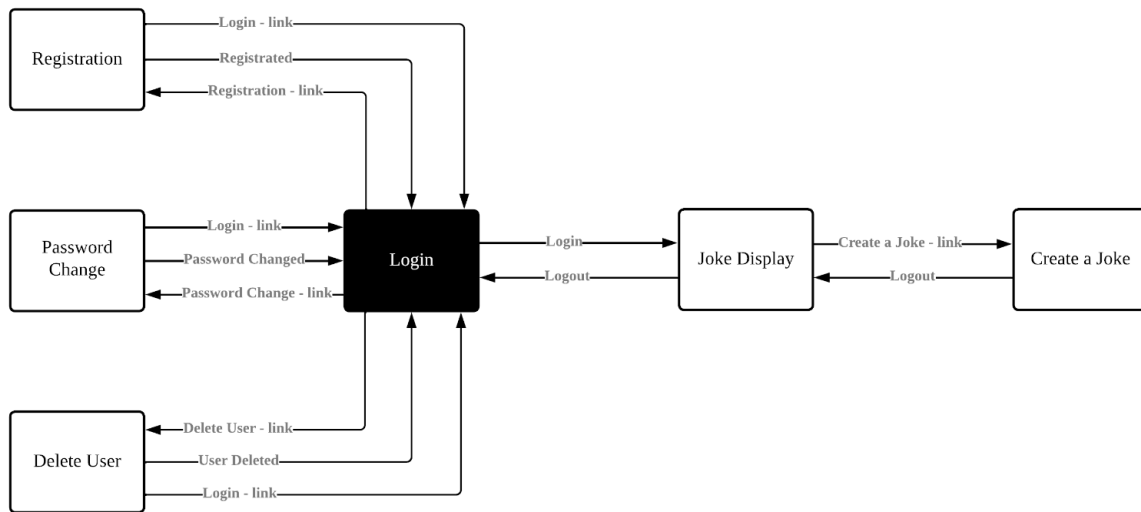 Login - link
Registration
Registrated
Registration - link
Login - link
Password
Change
Password Changed
Password Change - link
Login
Login
Logout
Joke Display
Create a Joke - link
Logout
Create a Joke
Delete User - link
Delete User
User Deleted
Login - link